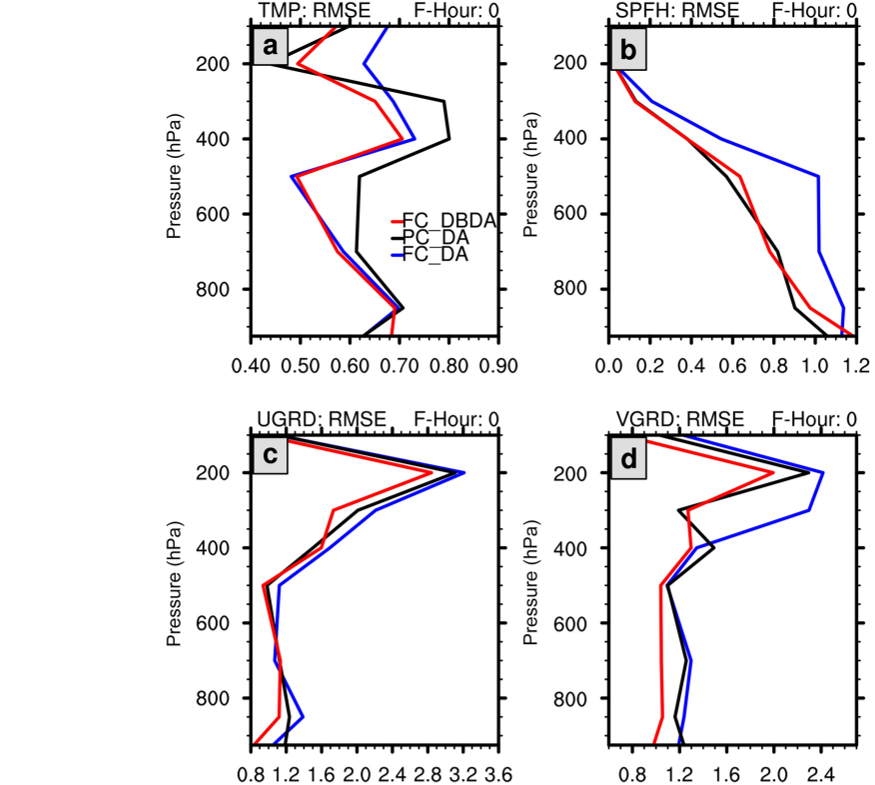 TMP: RMSE F-Hour: 0
a
200
400
600
800
Pressure (hPa)
FC_DBDA
PC_DA
FC_DA
0.40 0.50 0.60 0.70 0.80 0.90
SPFH: RMSE F-Hour: 0
b
200
400
600
800
Pressure (hPa)
0.0 0.2 0.4 0.6 0.8 1.0 1.2
UGRD: RMSE F-Hour: 0
c
200
400
600
800
Pressure (hPa)
0.8 1.2 1.6 2.0 2.4 2.8 3.2 3.6
VGRD: RMSE F-Hour: 0
d
200
400
600
800
Pressure (hPa)
0.8 1.2 1.6 2.0 2.4